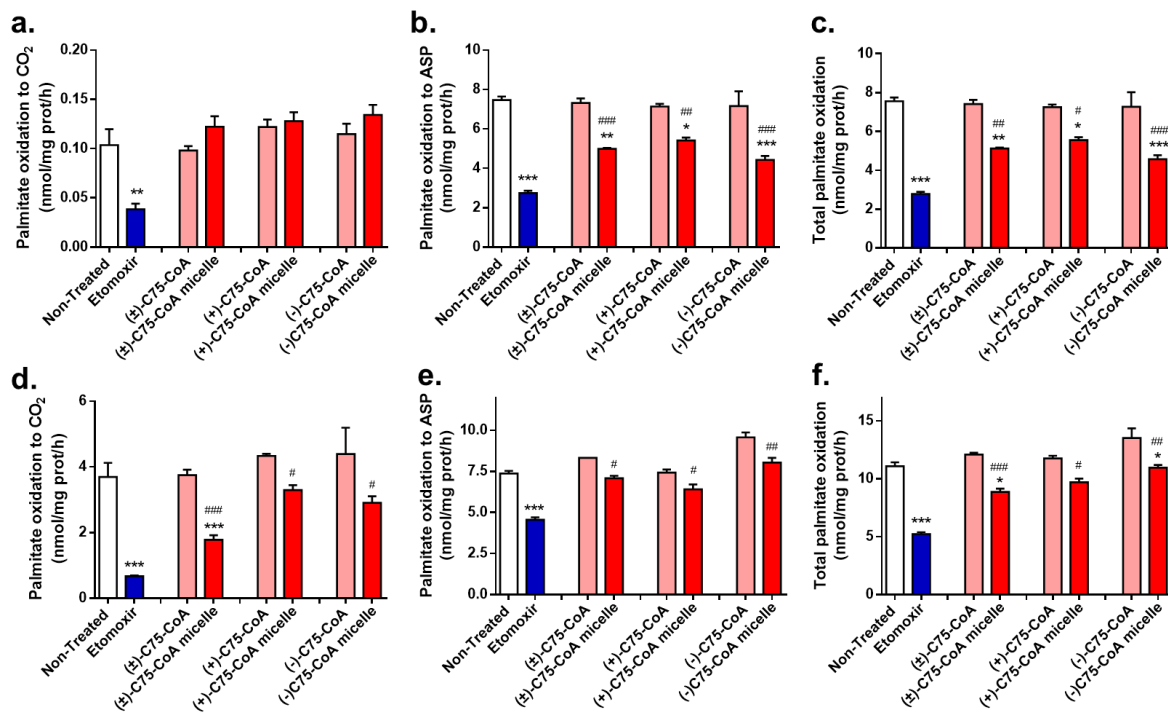 a.
Palmitate oxidation to CO₂
(nmol/mg prot/h)
0.20
0.15
0.10
0.05
0.00
**
Non-Treated
Etomoxir
(±)-C75-CoA
(±)-C75-CoA micelle
(+)-C75-CoA
(+)-C75-CoA micelle
(-)-C75-CoA
(-)C75-CoA micelle
b.
Palmitate oxidation to ASP
(nmol/mg prot/h)
10
8
6
4
2
0
***
###
**
##
*
###
***
Non-Treated
Etomoxir
(±)-C75-CoA
(±)-C75-CoA micelle
(+)-C75-CoA
(+)-C75-CoA micelle
(-)-C75-CoA
(-)C75-CoA micelle
c.
Total palmitate oxidation
(nmol/mg prot/h)
10
8
6
4
2
0
***
##
**
#
*
###
***
Non-Treated
Etomoxir
(±)-C75-CoA
(±)-C75-CoA micelle
(+)-C75-CoA
(+)-C75-CoA micelle
(-)-C75-CoA
(-)C75-CoA micelle
d.
Palmitate oxidation to CO₂
(nmol/mg prot/h)
6
4
2
0
***
###
***
#
#
Non-Treated
Etomoxir
(±)-C75-CoA
(±)-C75-CoA micelle
(+)-C75-CoA
(+)-C75-CoA micelle
(-)-C75-CoA
(-)C75-CoA micelle
e.
Palmitate oxidation to ASP
(nmol/mg prot/h)
10.0
7.5
5.0
2.5
0.0
***
#
#
##
Non-Treated
Etomoxir
(±)-C75-CoA
(±)-C75-CoA micelle
(+)-C75-CoA
(+)-C75-CoA micelle
(-)-C75-CoA
(-)C75-CoA micelle
f.
Total palmitate oxidation
(nmol/mg prot/h)
15
10
5
0
***
###
*
#
##
*
Non-Treated
Etomoxir
(±)-C75-CoA
(±)-C75-CoA micelle
(+)-C75-CoA
(+)-C75-CoA micelle
(-)-C75-CoA
(-)C75-CoA micelle